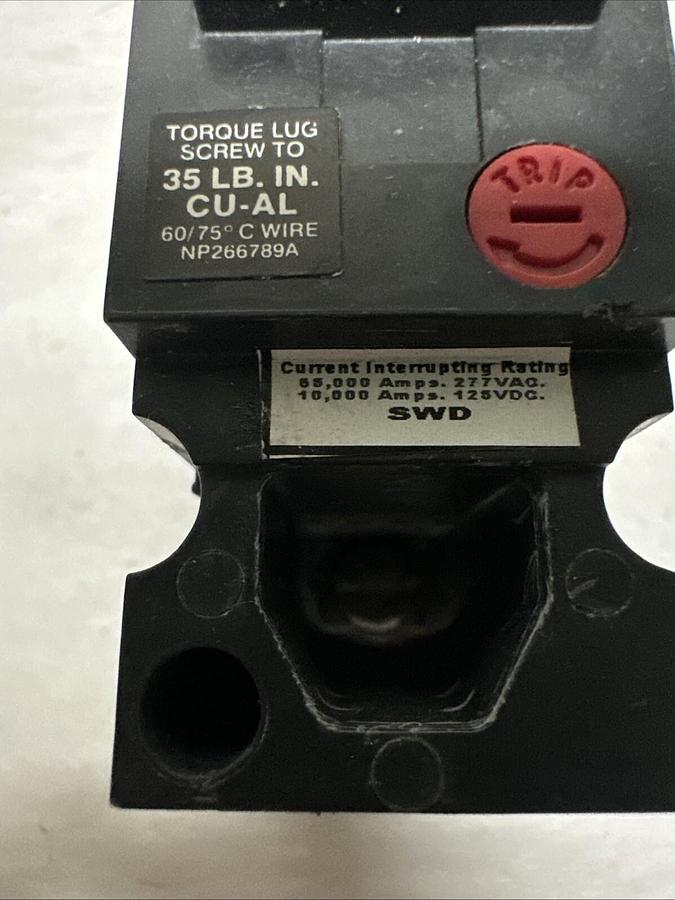 TORQUE LUG
SCREW TO
35 LB. IN.
CU-AL
60/75° C WIRE
NP266789A
TRIP
Current Interrupting Rating
65,000 Amps. 277VAC.
10,000 Amps. 125VDC.
SWD